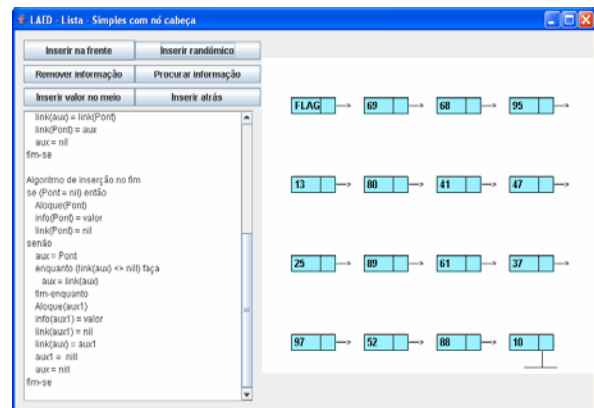 LAED - Lista - Simples com nó cabeça
Inserir na frente Inserir randômico
Remover informação Procurar informação
Inserir valor no meio Inserir atrás
link(aux) = link(Pont)
link(Pont) = aux
aux = nil
fim-se
Algoritmo de inserção no fim
se (Pont = nil) então
Aloque(Pont)
info(Pont) = valor
link(Pont) = nil
senão
aux = Pont
enquanto (link(aux) <> nill) faça
aux = link(aux)
fim-enquanto
Aloque(aux1)
info(aux1) = valor
link(aux1) = nil
link(aux) = aux1
aux1 = nill
aux = nill
fim-se
FLAG 69 68 95
13 80 41 47
25 89 61 37
97 52 88 10